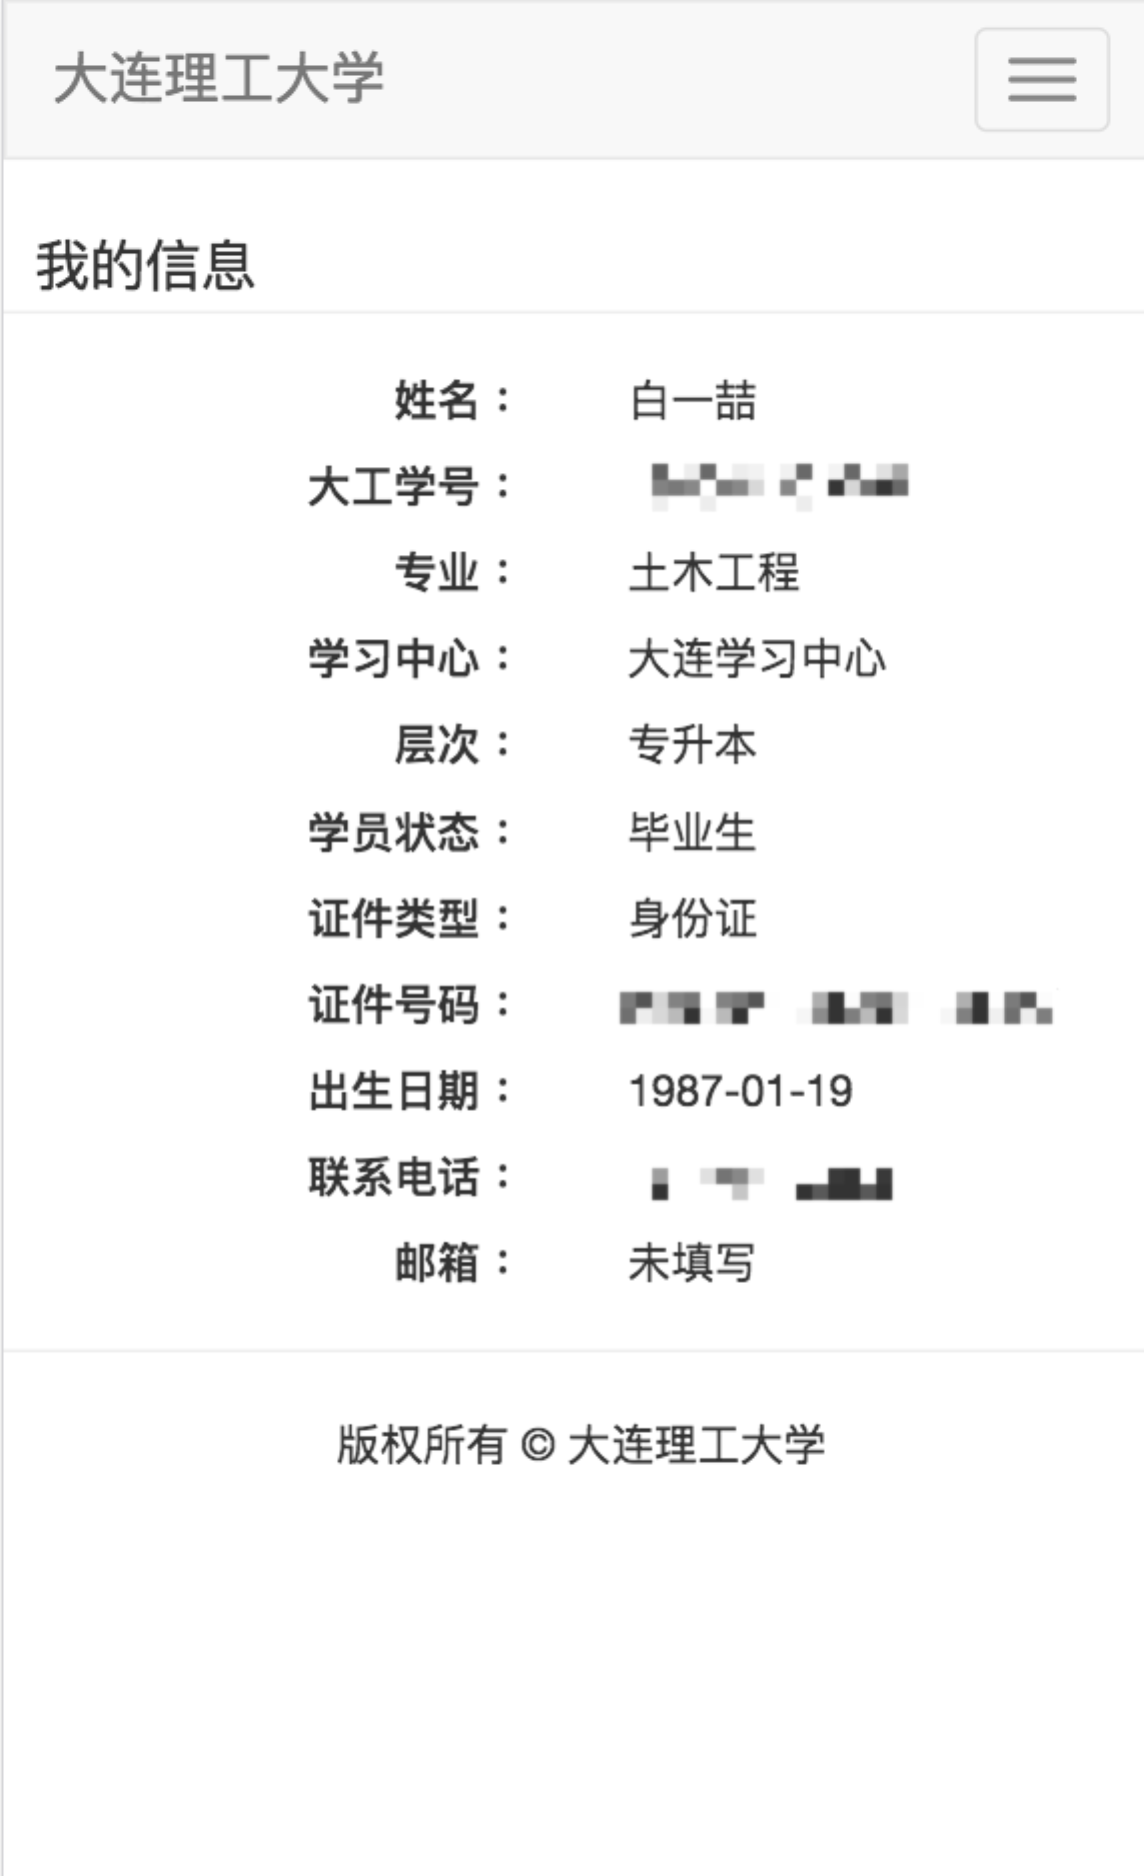 大连理工大学
我的信息
姓名： 白一喆
大工学号：
专业： 土木工程
学习中心： 大连学习中心
层次： 专升本
学员状态： 毕业生
证件类型： 身份证
证件号码：
出生日期： 1987-01-19
联系电话：
邮箱： 未填写
版权所有 © 大连理工大学